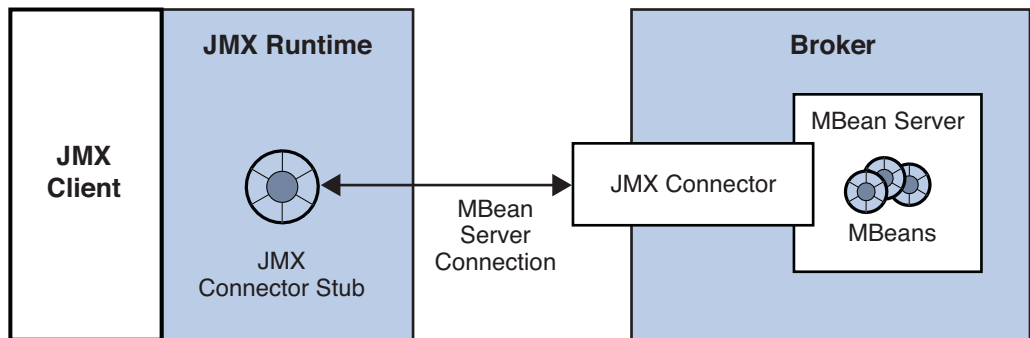 JMX Runtime
Broker
JMX
Client
JMX
Connector Stub
MBean
Server
Connection
JMX Connector
MBean Server
MBeans